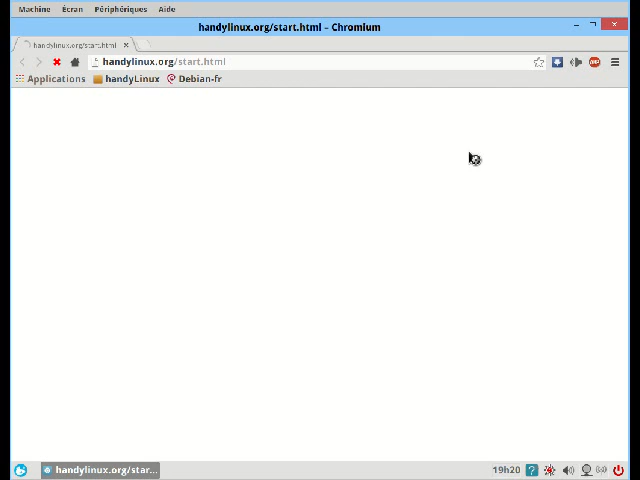 Machine Écran Périphériques Aide
handylinux.org/start.html - Chromium
handylinux.org/start.html
handylinux.org/start.html
Applications handyLinux Debian-fr
handylinux.org/star... 19h20 ?